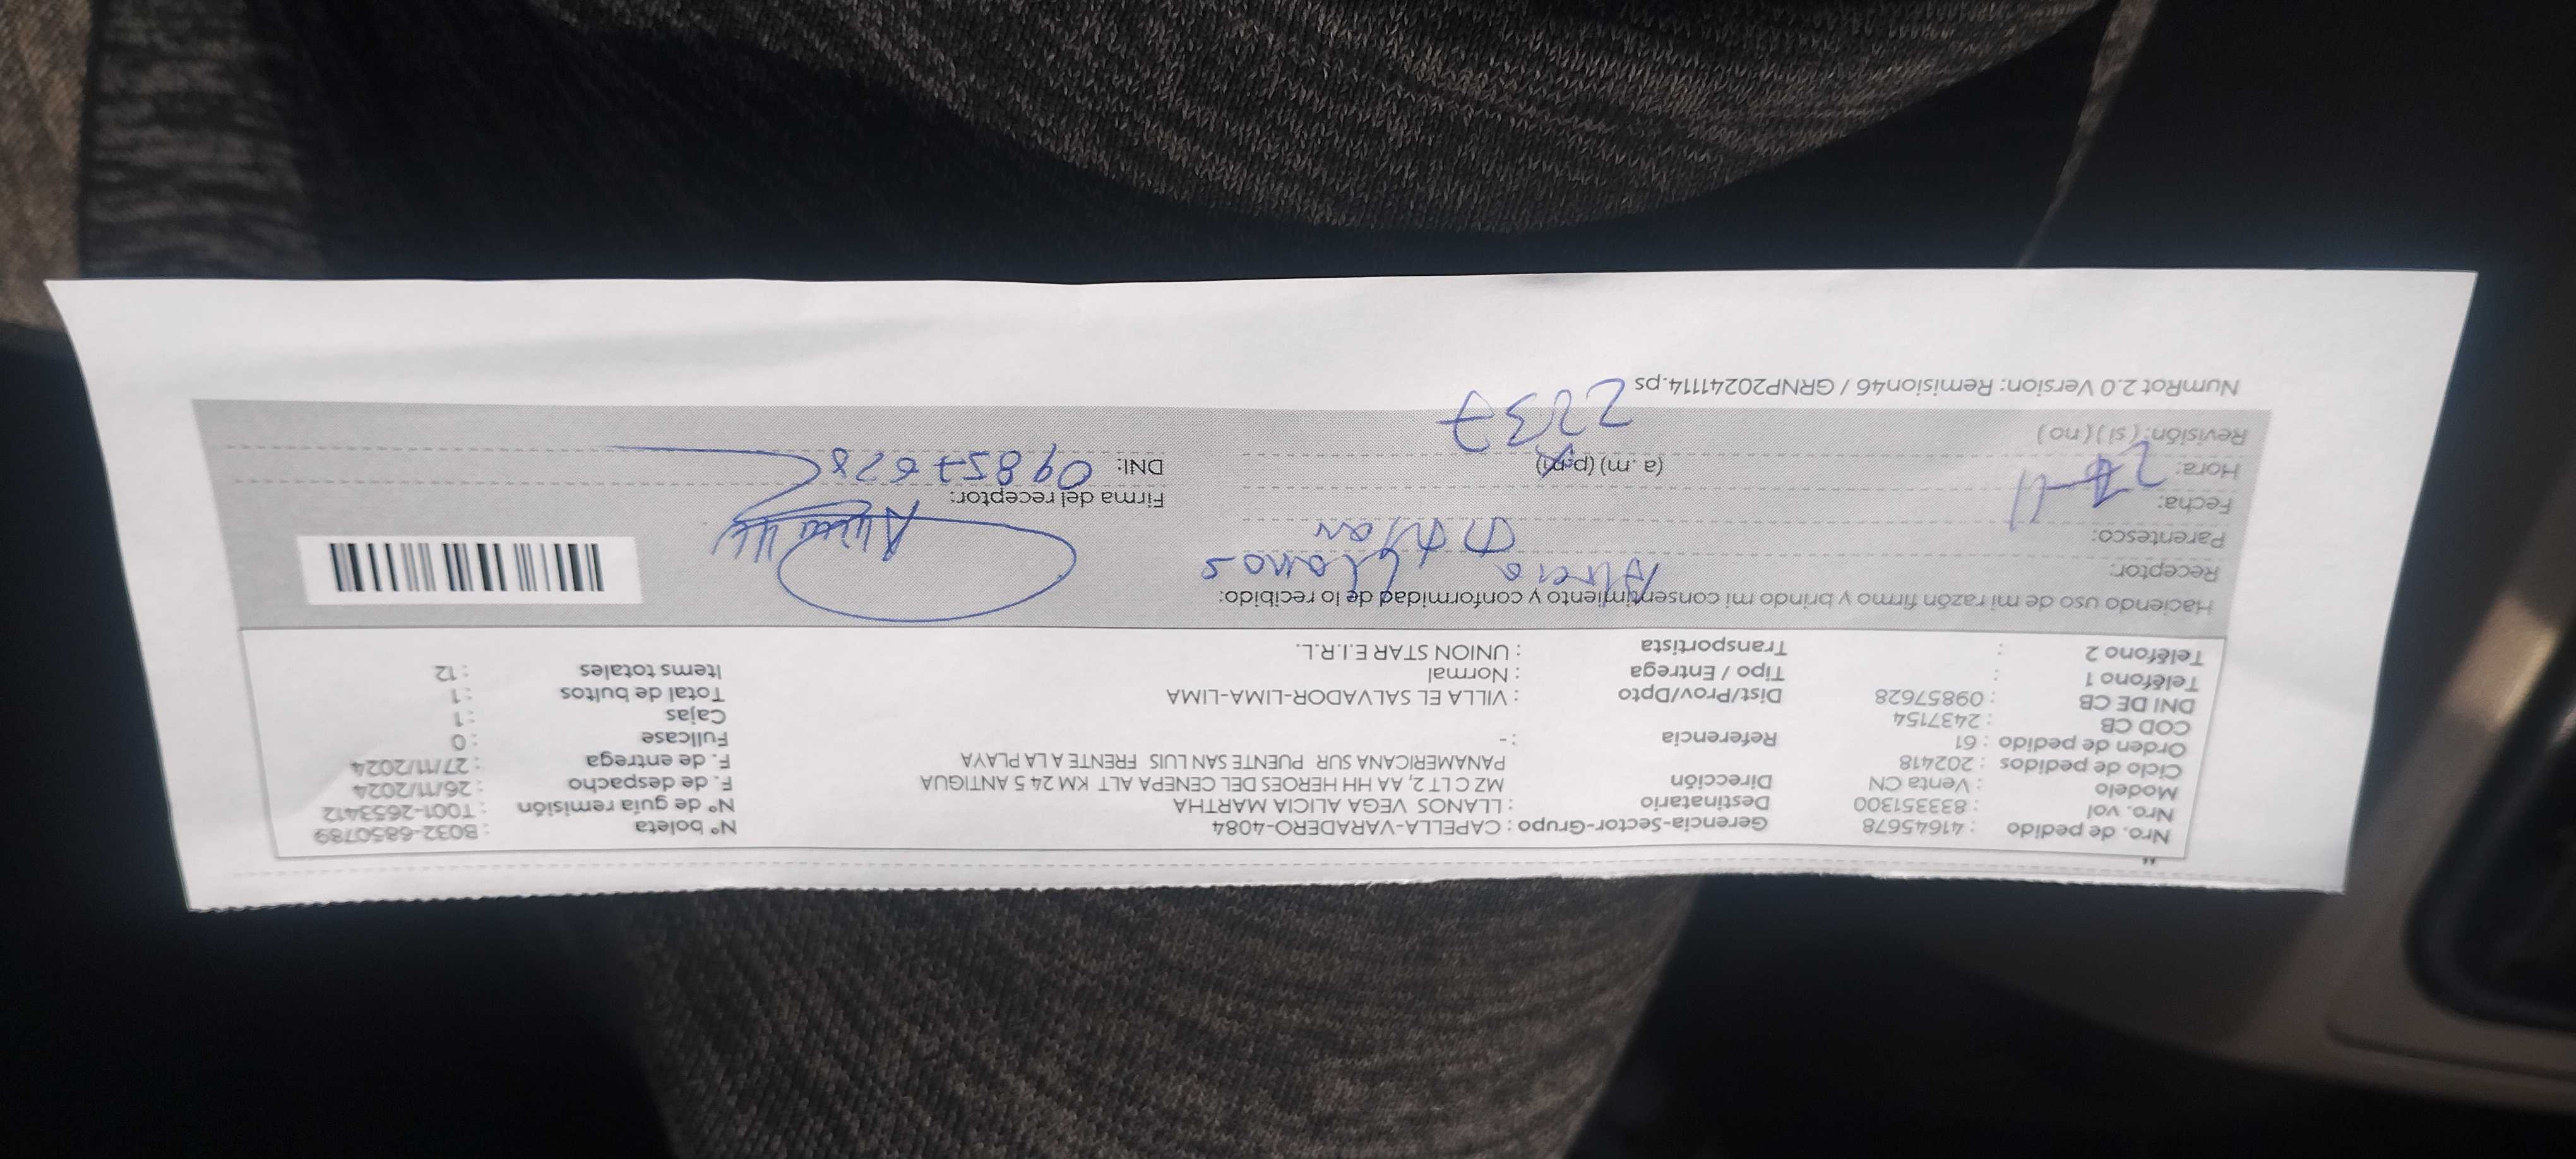 Nro. de pedido : 41645678 Gerencia-Sector-Grupo : CAPELLA-VARADERO-4084 N° boleta : B032-6850789
Nro. vol : 833351300 Destinatario : LLANOS VEGA ALICIA MARTHA N° de guía remisión : T001-2653412
Modelo : Venta CN Dirección MZ C LT 2, AA HH HEROES DEL CENEPA ALT KM 24 5 ANTIGUA F. de despacho : 26/11/2024
Ciclo de pedidos : 202418 PANAMERICANA SUR PUENTE SAN LUIS FRENTE A LA PLAYA F. de entrega : 27/11/2024
Orden de pedido : 61 Referencia : - Fullcase : 0
COD CB : 2437154 Cajas : 1
DNI DE CB : 09857628 Dist/Prov/Dpto : VILLA EL SALVADOR-LIMA-LIMA Total de bultos : 1
Teléfono 1 : Tipo / Entrega : Normal Items totales : 12
Teléfono 2 : Transportista : UNION STAR E.I.R.L.
Haciendo uso de mi razón firmo y brindo mi consentimiento y conformidad de lo recibido:
Receptor: Alicia Llanos
Parentesco: Titular
Fecha: 27-11 Firma del receptor:
Hora: (a.m) (p.m) DNI: 09857628
Revisión: (si) (no) 2237
NumRot 2.0 Version: Remision46 / GRNP20241114.ps